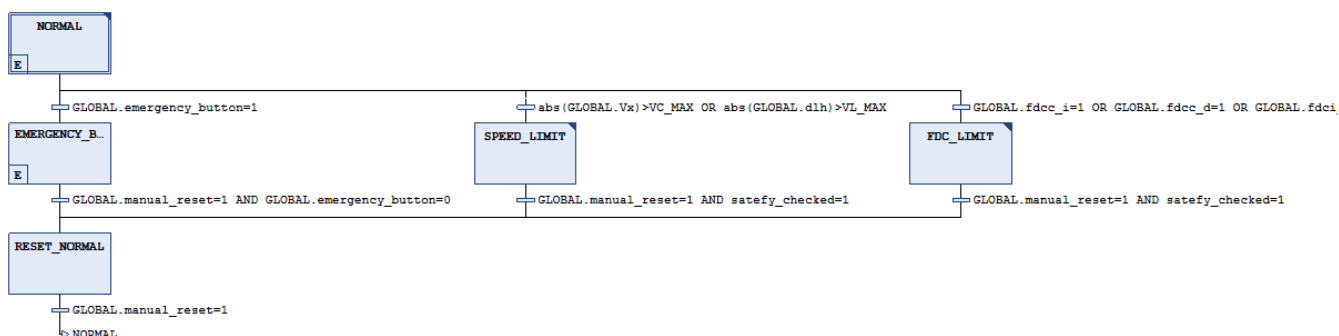 NORMAL
E
GLOBAL.emergency_button=1
abs(GLOBAL.Vx)>VC_MAX OR abs(GLOBAL.dlh)>VL_MAX
GLOBAL.fdcc_i=1 OR GLOBAL.fdcc_d=1 OR GLOBAL.fdci_
EMERGENCY_B...
SPEED_LIMIT
FDC_LIMIT
E
GLOBAL.manual_reset=1 AND GLOBAL.emergency_button=0
GLOBAL.manual_reset=1 AND satefy_checked=1
GLOBAL.manual_reset=1 AND satefy_checked=1
RESET_NORMAL
GLOBAL.manual_reset=1
NORMAL